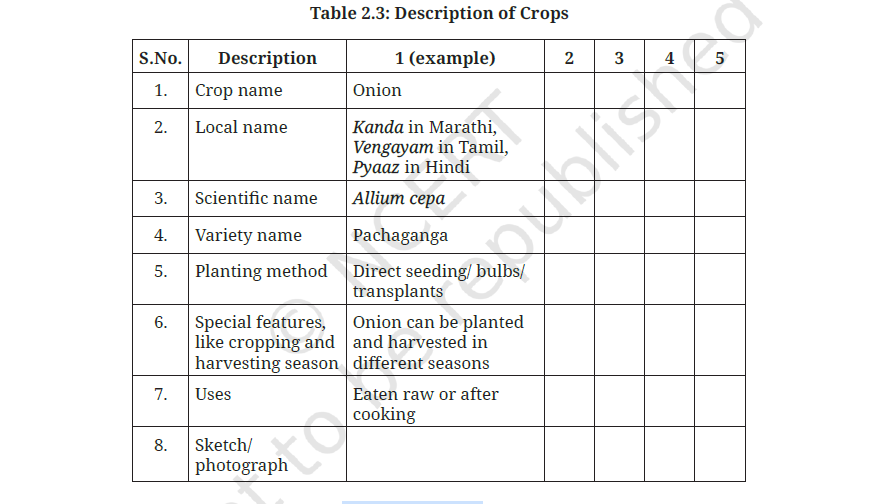 Table 2.3: Description of Crops
S.No. Description 1 (example) 2 3 4 5
1. Crop name Onion
2. Local name Kanda in Marathi,
Vengayam in Tamil,
Pyaaz in Hindi
3. Scientific name Allium cepa
4. Variety name Pachaganga
5. Planting method Direct seeding/ bulbs/
transplants
6. Special features, Onion can be planted
like cropping and and harvested in
harvesting season different seasons
7. Uses Eaten raw or after
cooking
8. Sketch/
photograph
© NCERT
not to be republished